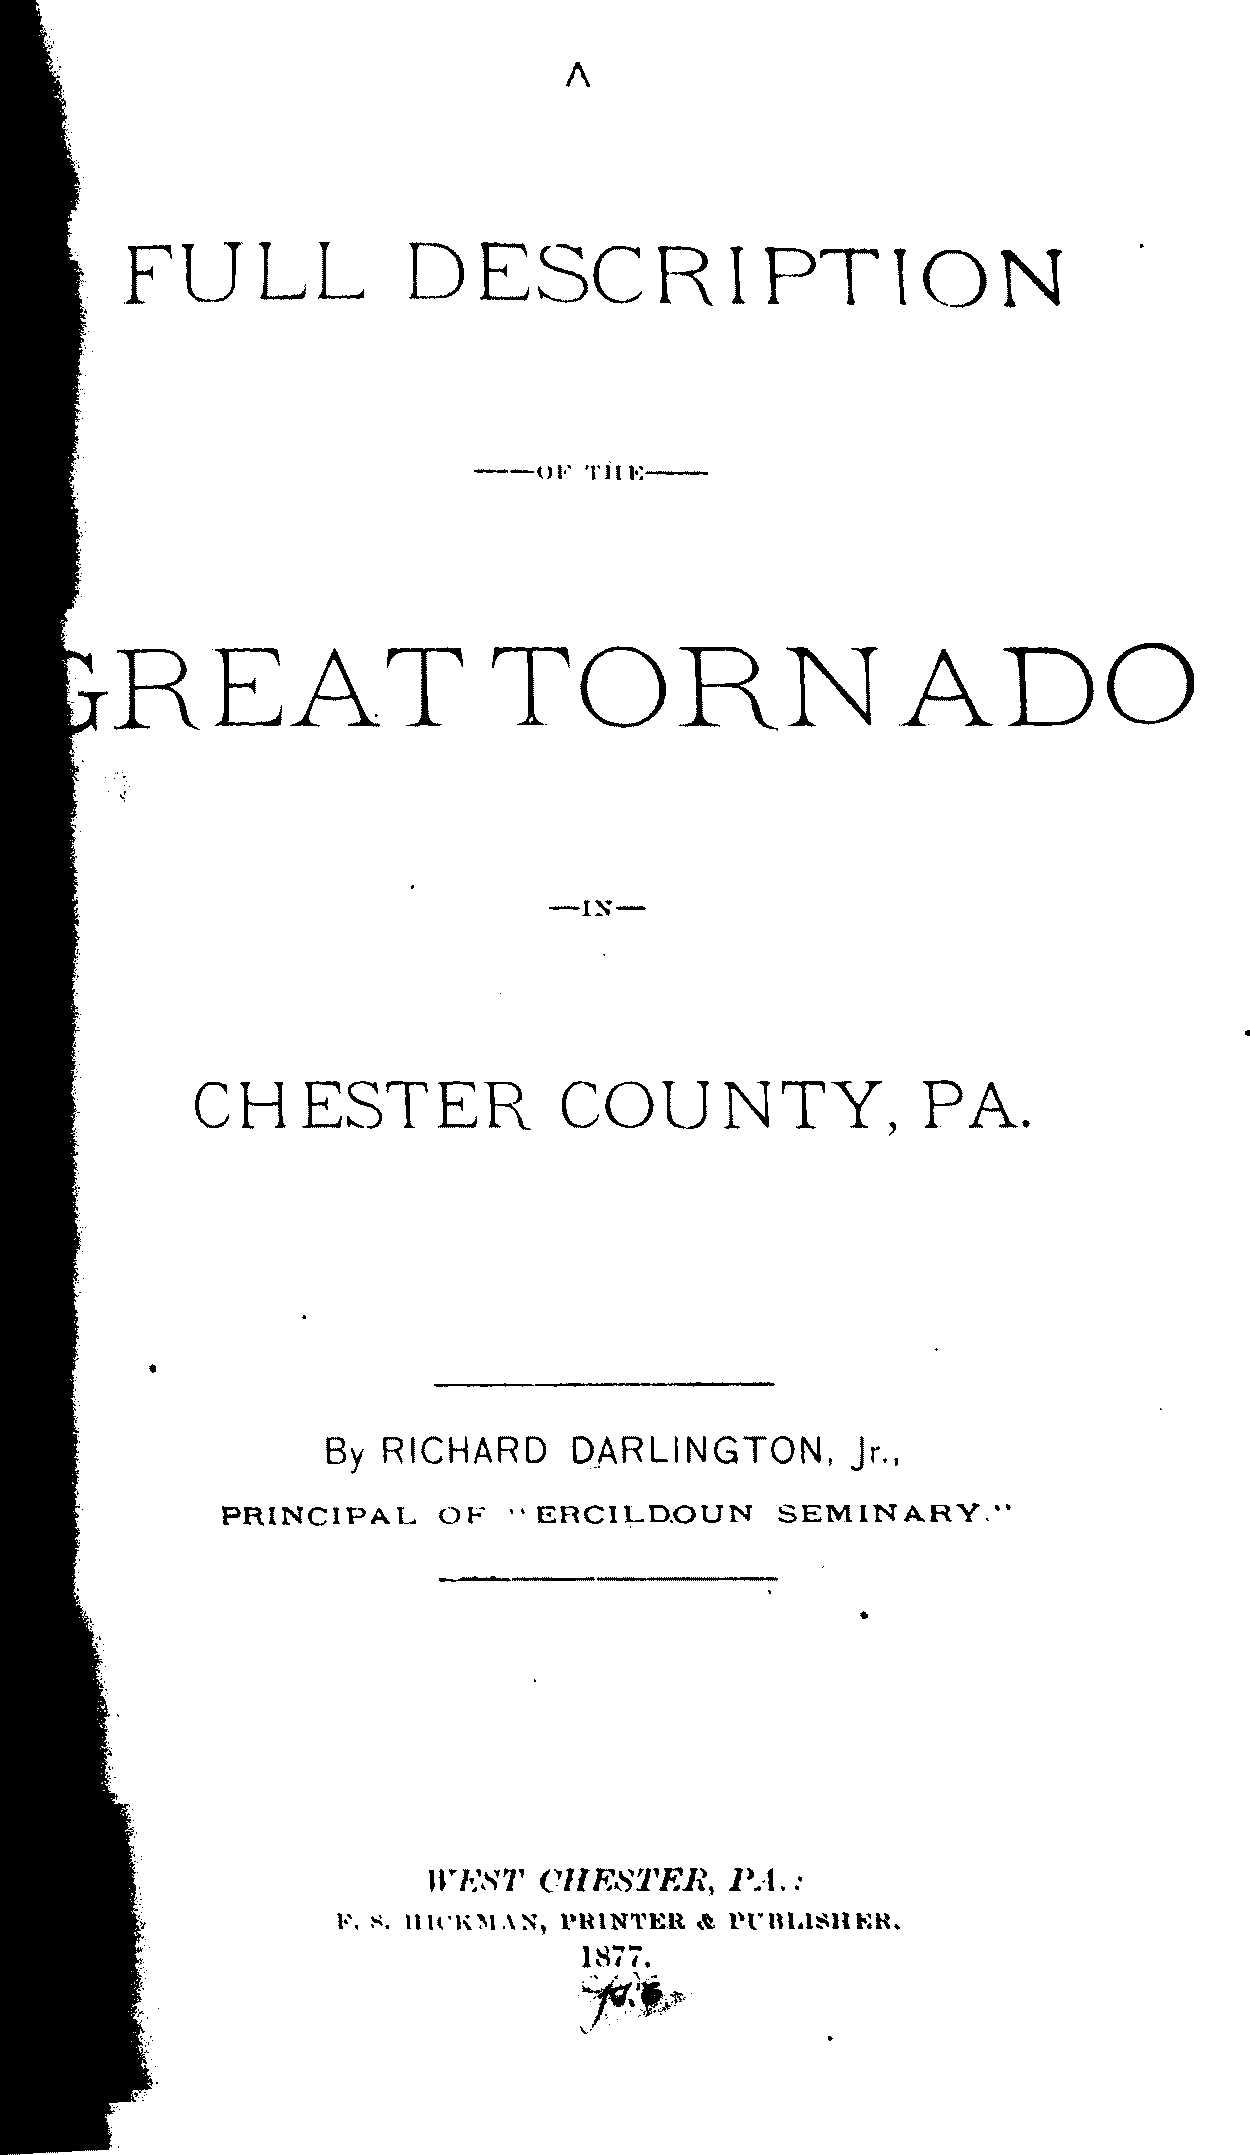 A
FULL DESCRIPTION
——OF THE——
GREAT TORNADO
—IN—
CHESTER COUNTY, PA.
By RICHARD DARLINGTON, Jr.,
PRINCIPAL OF "ERCILDOUN SEMINARY."
WEST CHESTER, PA.:
F. S. HICKMAN, PRINTER & PUBLISHER.
1877.